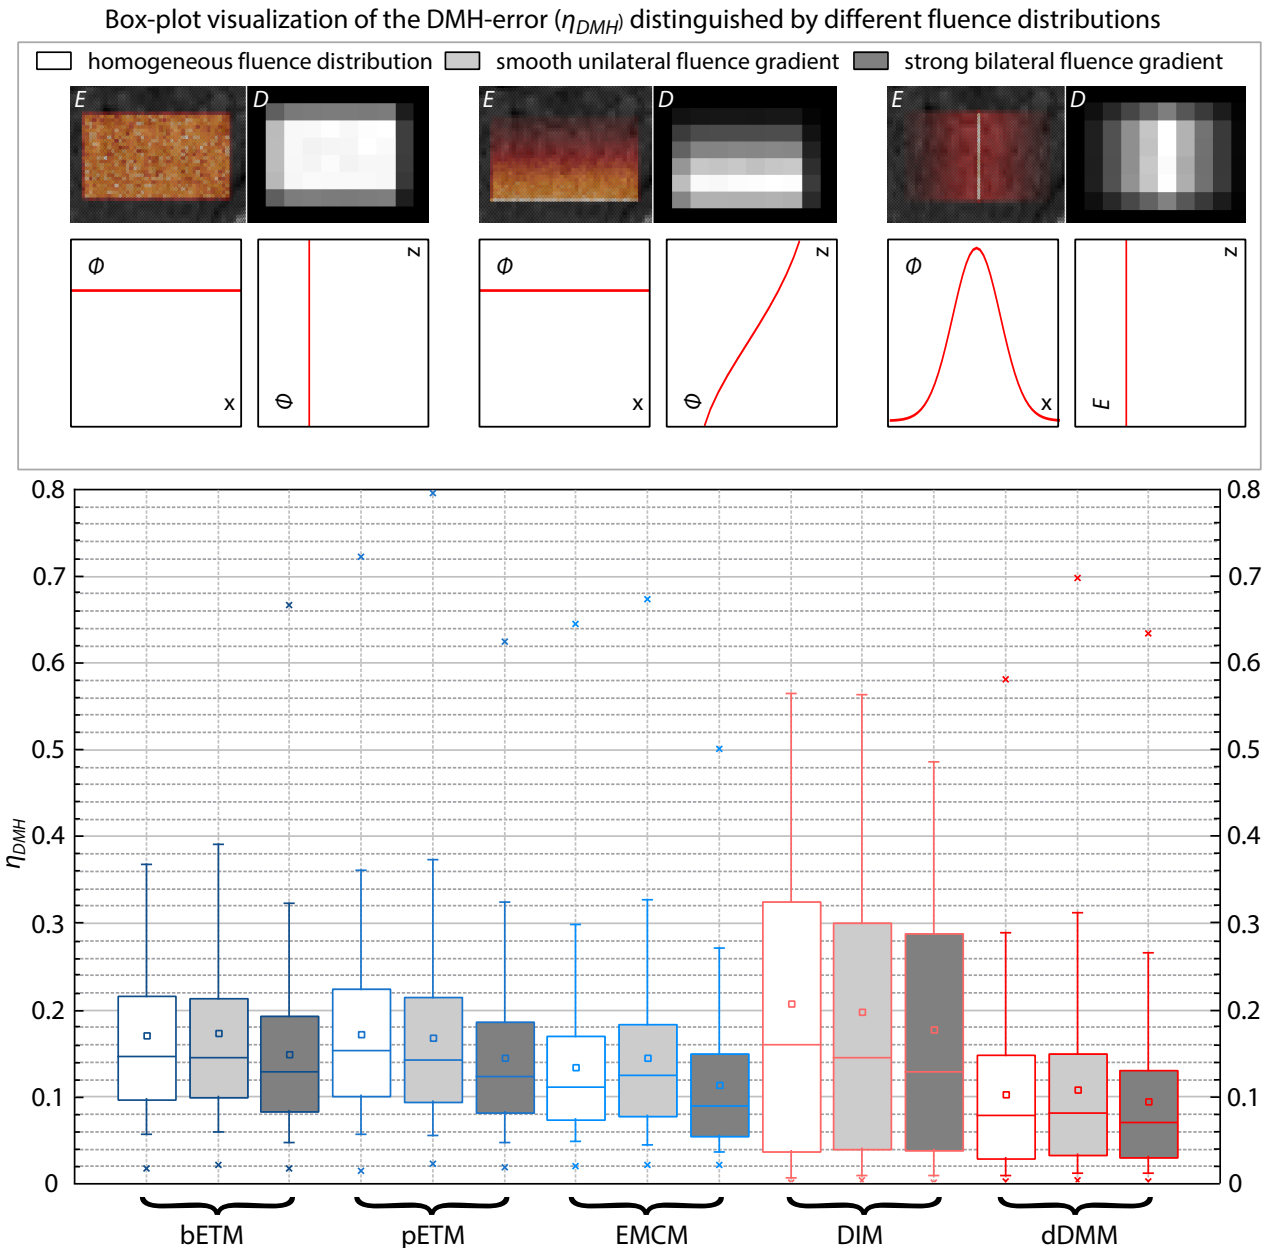 Box-plot visualization of the DMH-error (ηDMH) distinguished by different fluence distributions
homogeneous fluence distribution smooth unilateral fluence gradient strong bilateral fluence gradient
E D E D E D
Φ z Φ z Φ z
x Φ x Φ x E
0.8 0.8
0.7 0.7
0.6 0.6
0.5 0.5
0.4 0.4
ηDMH
0.3 0.3
0.2 0.2
0.1 0.1
0 0
bETM pETM EMCM DIM dDMM